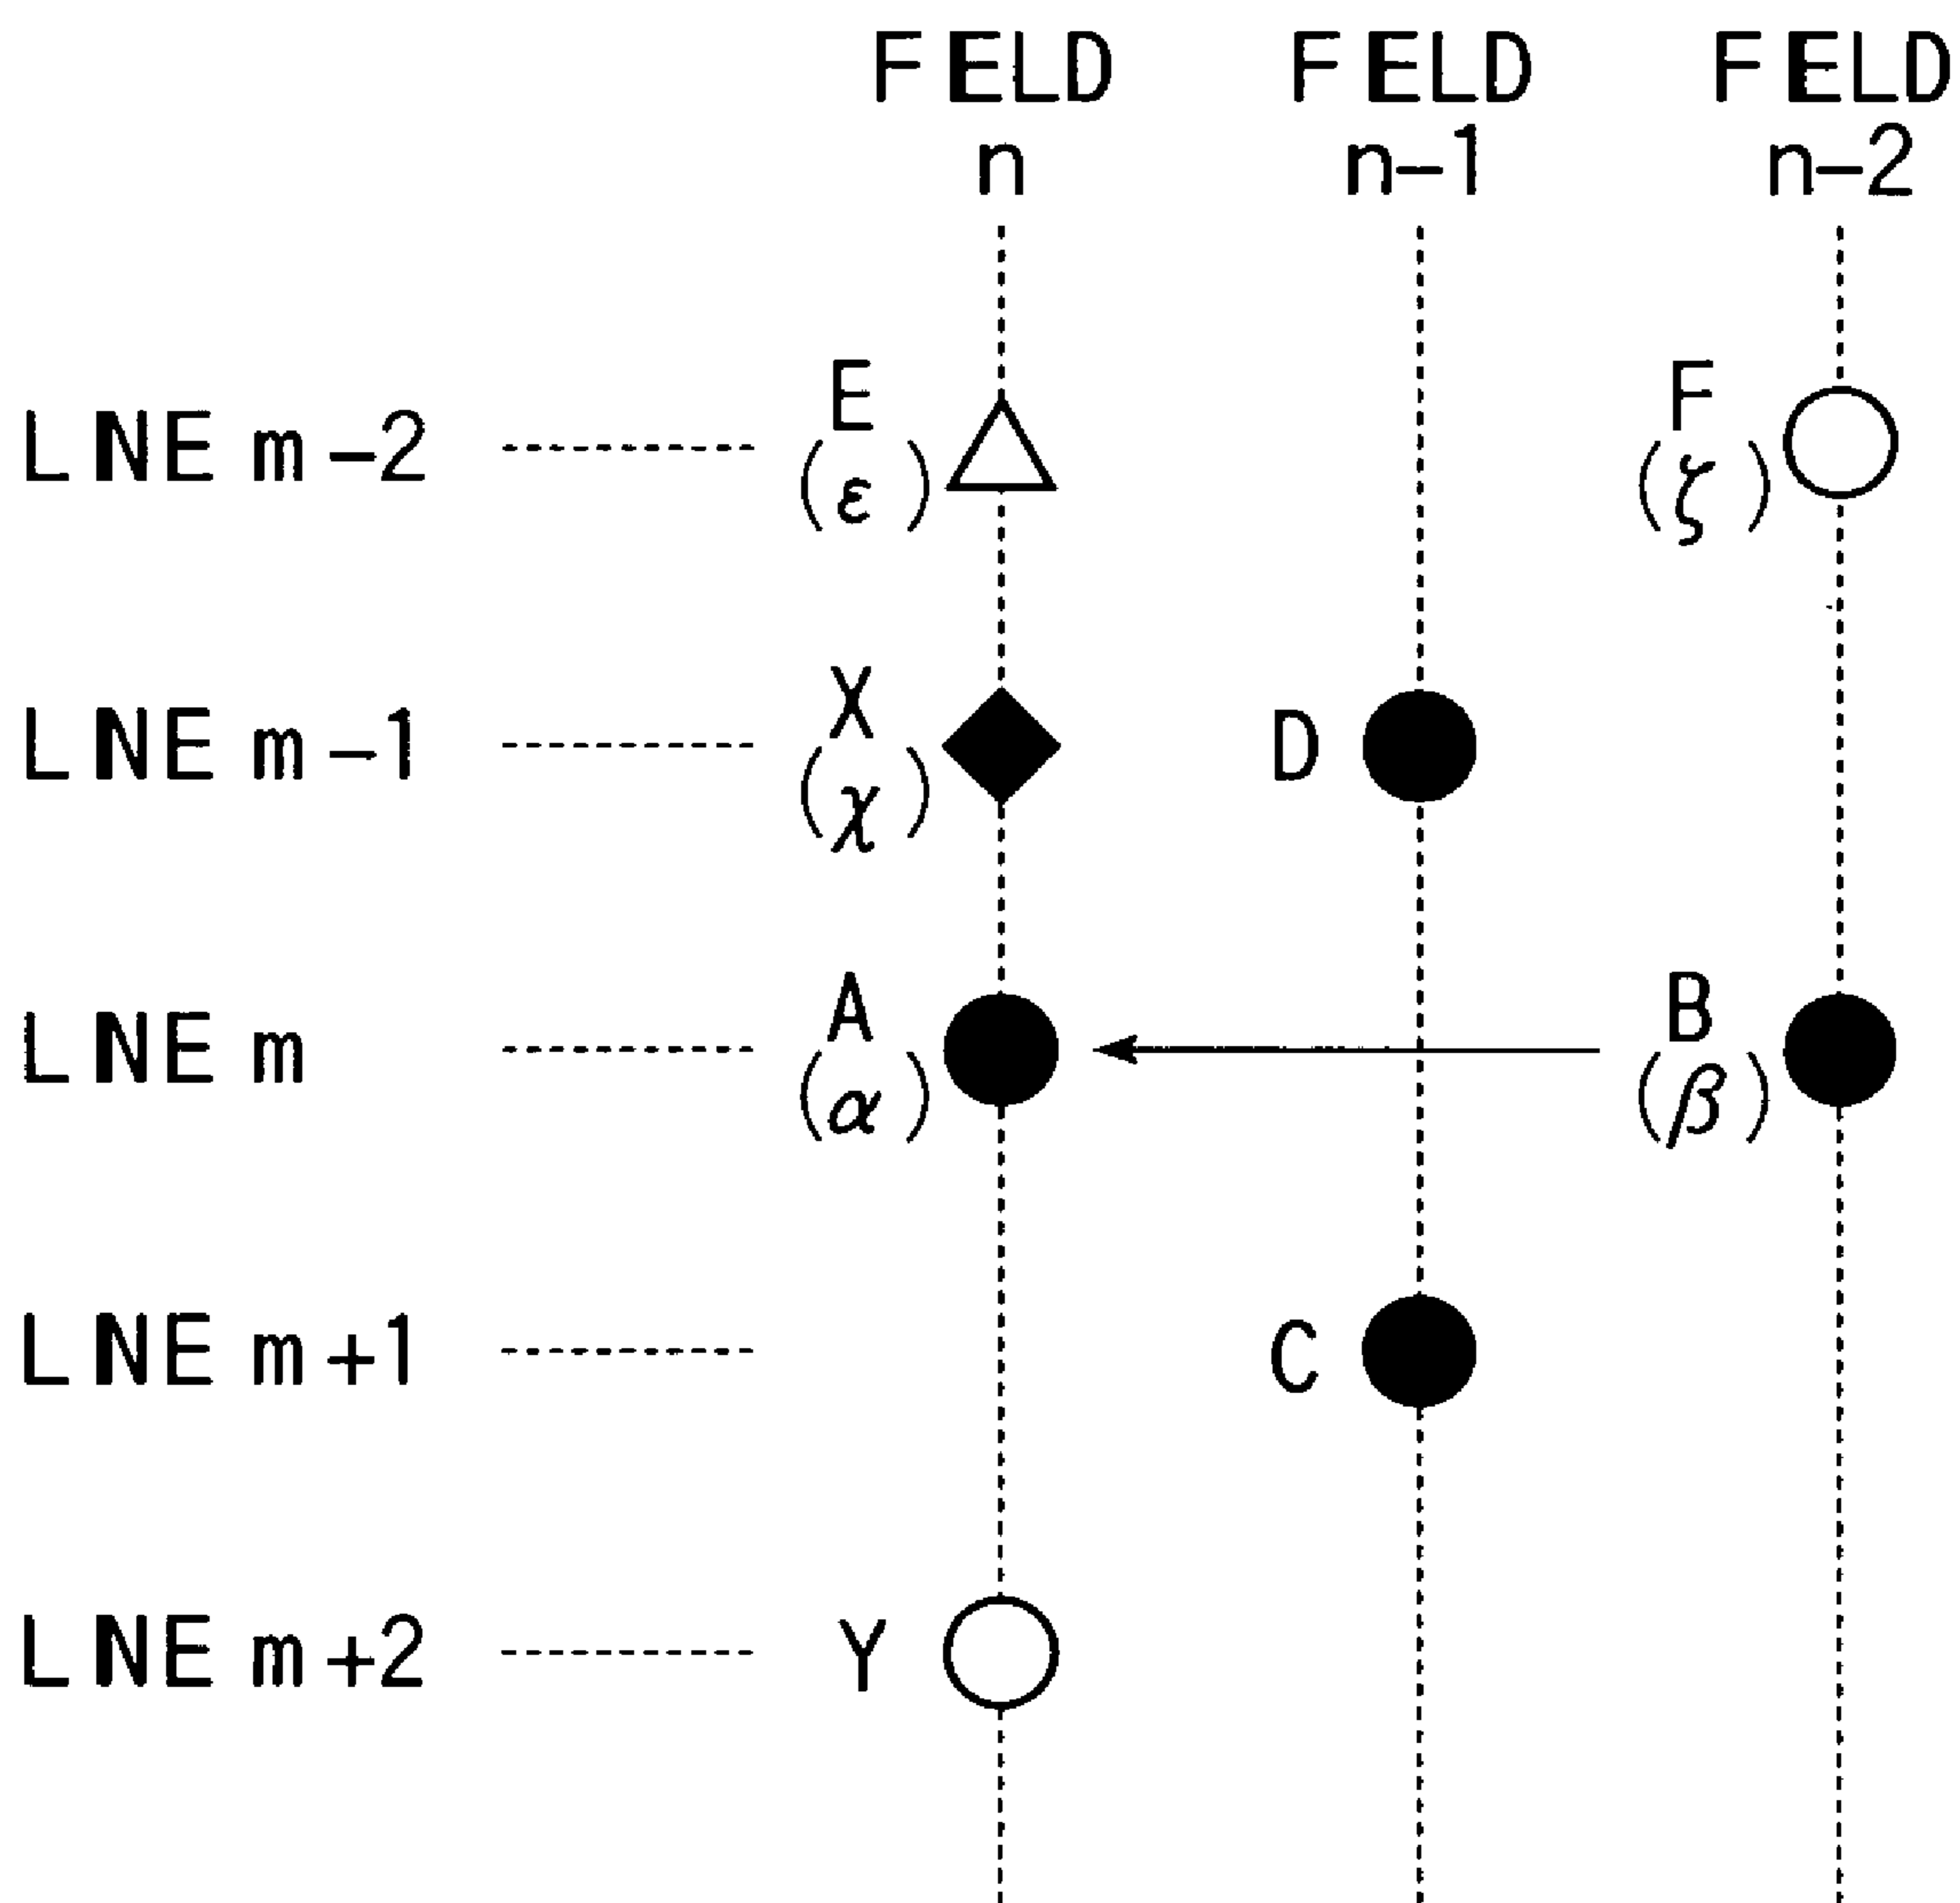 FELD FELD FELD
n n-1 n-2
E F
LNE m-2 (ε) (ζ)
X
LNE m-1 (χ) D
A B
LNE m (α) (β)
LNE m+1 C
LNE m+2 Y